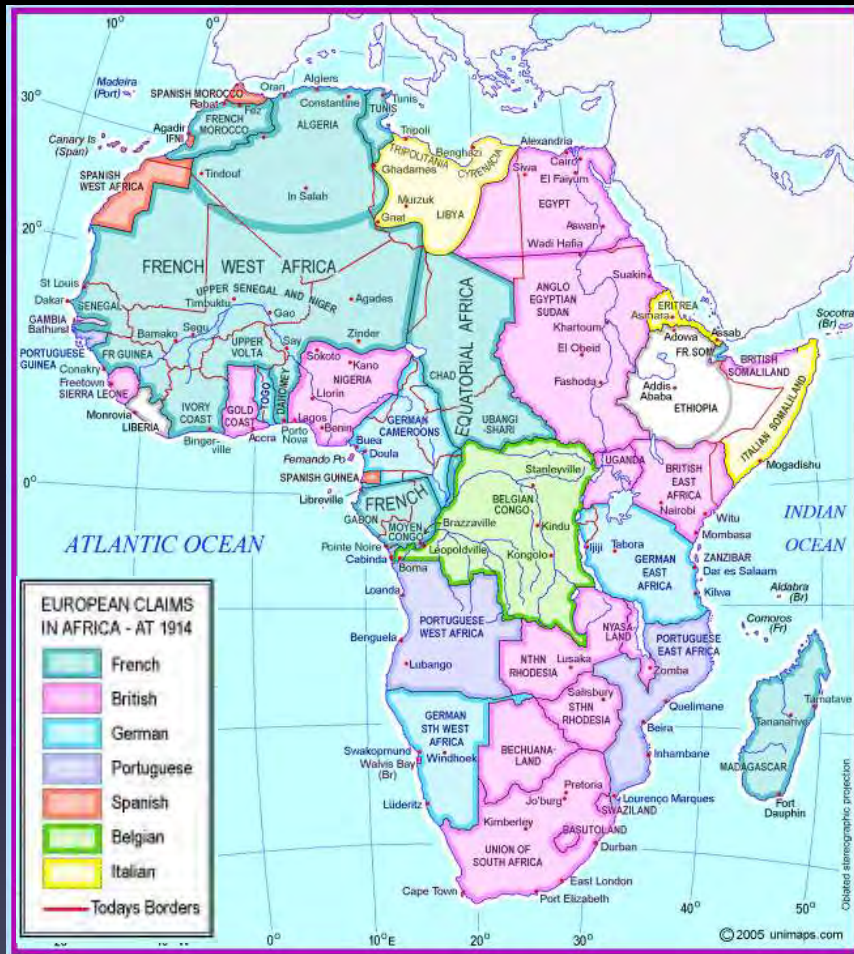 10°
0°
10°
20°
30°
40°
30°
20°
0°
Madeira
(Port)
Canary Is
(Span)
SPANISH MOROCCO
Rabat
Fez
Oran
Algiers
Constantine
Tunis
TUNIS
FRENCH
MOROCCO
ALGERIA
Agadir
IFNI
Tripoli
Benghazi
Alexandria
TRIPOLITANIA
CYRENACIA
Ghadames
Siwa
Cairo
El Faiyum
SPANISH
WEST AFRICA
Tindouf
In Salah
Murzuk
LIBYA
EGYPT
Gnat
Aswan
Wadi Halfa
FRENCH WEST AFRICA
UPPER SENEGAL AND NIGER
St Louis
Dakar
SENEGAL
Timbuktu
Gao
Agades
GAMBIA
Bathurst
Bamako
Segu
Zinder
PORTUGUESE
GUINEA
FR GUINEA
UPPER
VOLTA
Say
Sokoto
Kano
NIGERIA
Conakry
Freetown
SIERRA LEONE
Monrovia
LIBERIA
IVORY
COAST
Binger-
ville
GOLD
COAST
Accra
TOGO
DAHOMEY
Porto
Nova
Lagos
Llorin
Benin
EQUATORIAL AFRICA
CHAD
UBANGI
-SHARI
ANGLO
EGYPTIAN
SUDAN
Suakin
Khartoum
El Obeid
Fashoda
ERITREA
Asmara
Adowa
Assab
Socotra
(Br)
FR.SOM
BRITISH
SOMALILAND
Addis
Ababa
ETHIOPIA
ITALIAN SOMALILAND
Mogadishu
GERMAN
CAMEROONS
Buea
Doula
Fernando Po
SPANISH GUINEA
Libreville
FRENCH
GABON
MOYEN
CONGO
Brazzaville
Pointe Noire
Cabinda
Leopoldville
Boma
Stanleyville
BELGIAN
CONGO
Kindu
Kongolo
UGANDA
BRITISH
EAST
AFRICA
Nairobi
Witu
Mombasa
INDIAN
OCEAN
ATLANTIC OCEAN
Ijiji
Tabora
GERMAN
EAST
AFRICA
ZANZIBAR
Dar es Salaam
Kilwa
Aldabra
(Br)
Comoros
(Fr)
Loanda
PORTUGUESE
WEST AFRICA
Benguela
Lubango
NYASA-
LAND
PORTUGUESE
EAST AFRICA
NTHN
RHODESIA
Lusaka
Zomba
Salisbury
STHN
RHODESIA
Quelimane
Beira
Inhambane
GERMAN
STH WEST
AFRICA
Swakopmund
Walvis Bay
(Br)
Windhoek
BECHUANA-
LAND
Lüderitz
Pretoria
Jo'burg
Lourenço Marques
SWAZILAND
Kimberley
BASUTOLAND
UNION OF
SOUTH AFRICA
Durban
East London
Port Elizabeth
Cape Town
Tamatave
Tananarivo
MADAGASCAR
Fort
Dauphin
EUROPEAN CLAIMS
IN AFRICA - AT 1914
French
British
German
Portuguese
Spanish
Belgian
Italian
Todays Borders
0°
10°E
20°
30°
40°
50°
Oblated stereographic projection
© 2005 unimaps.com